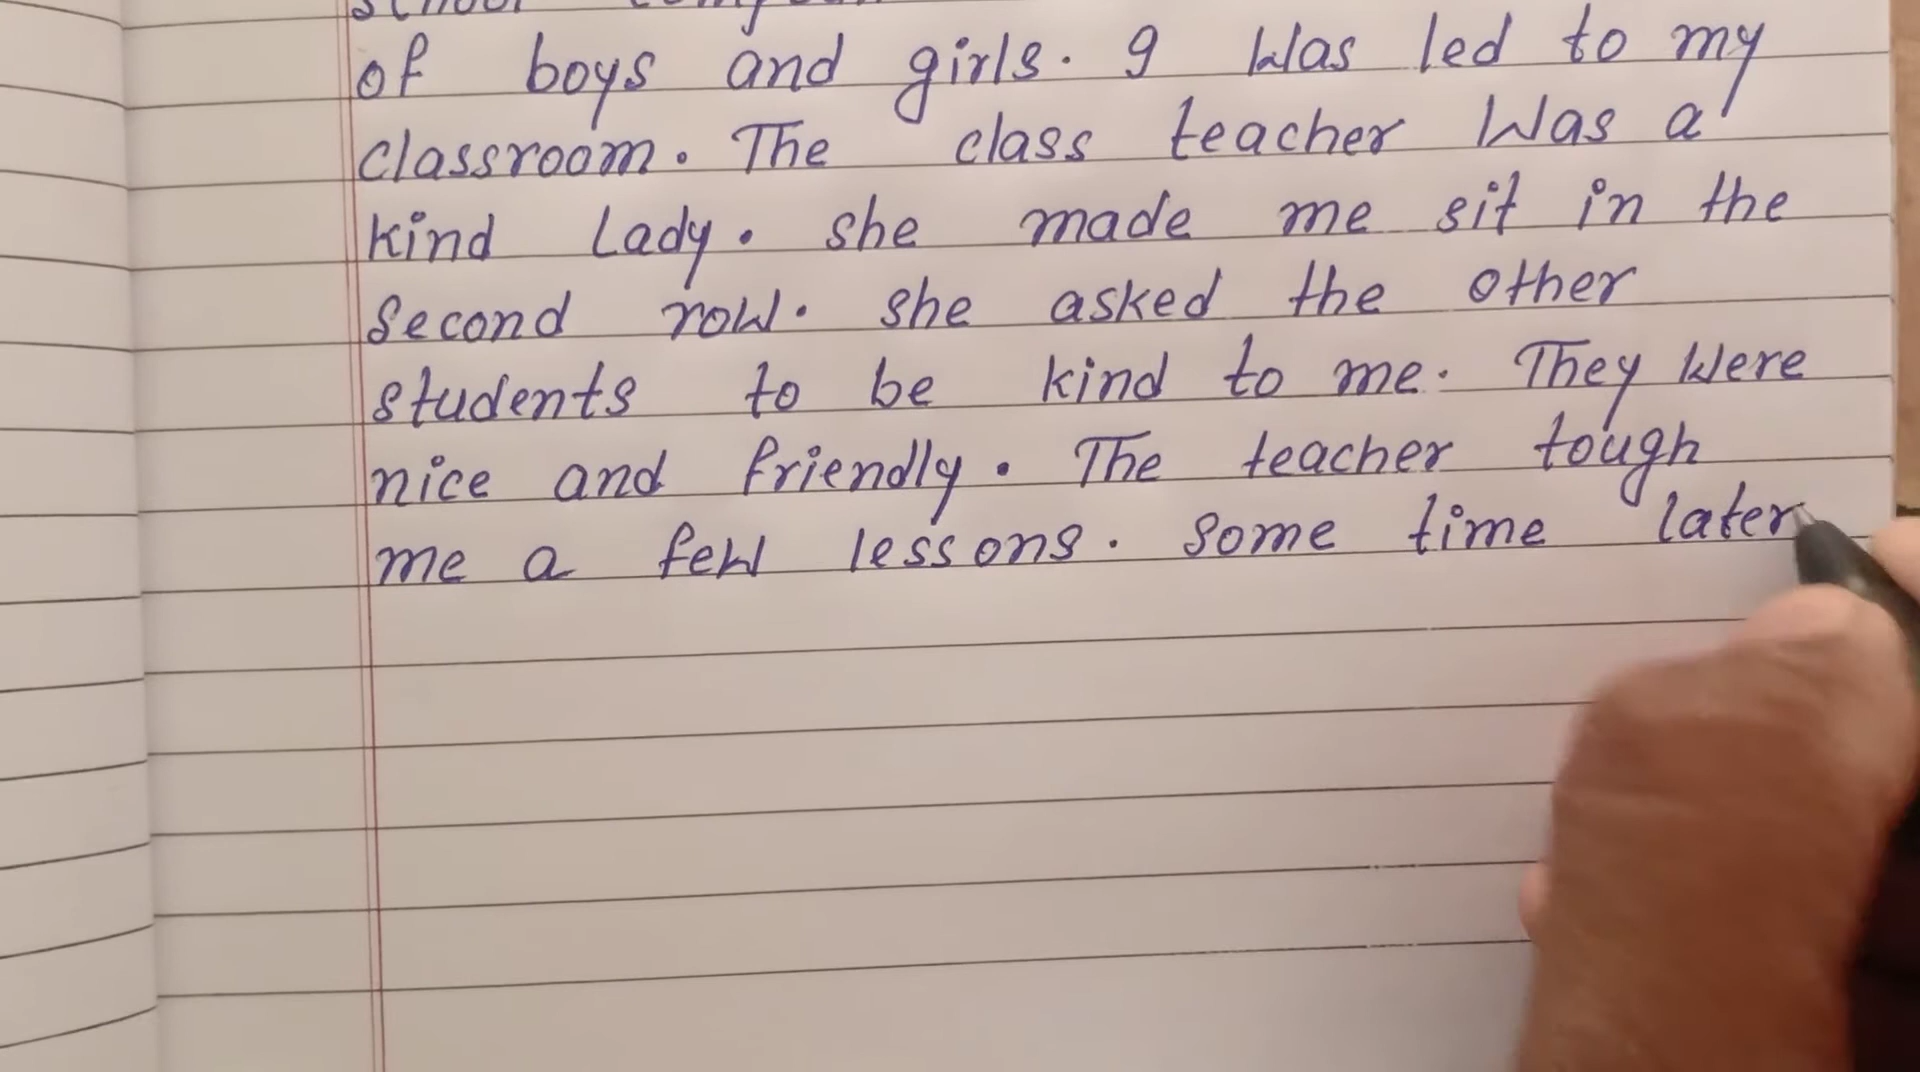 school
of boys and girls. I was led to my
classroom. The class teacher was a
kind Lady. she made me sit in the
second row. she asked the other
students to be kind to me. They were
nice and friendly. The teacher tough
me a few lessons. some time later